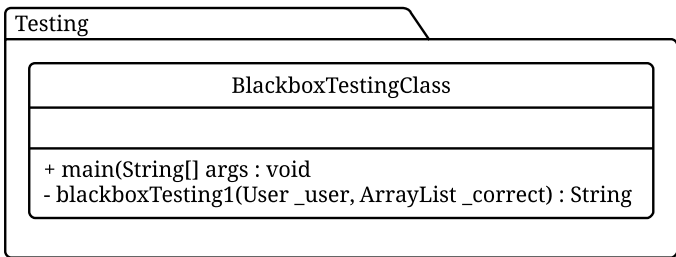 Testing
BlackboxTestingClass
+ main(String[] args : void
- blackboxTesting1(User _user, ArrayList _correct) : String